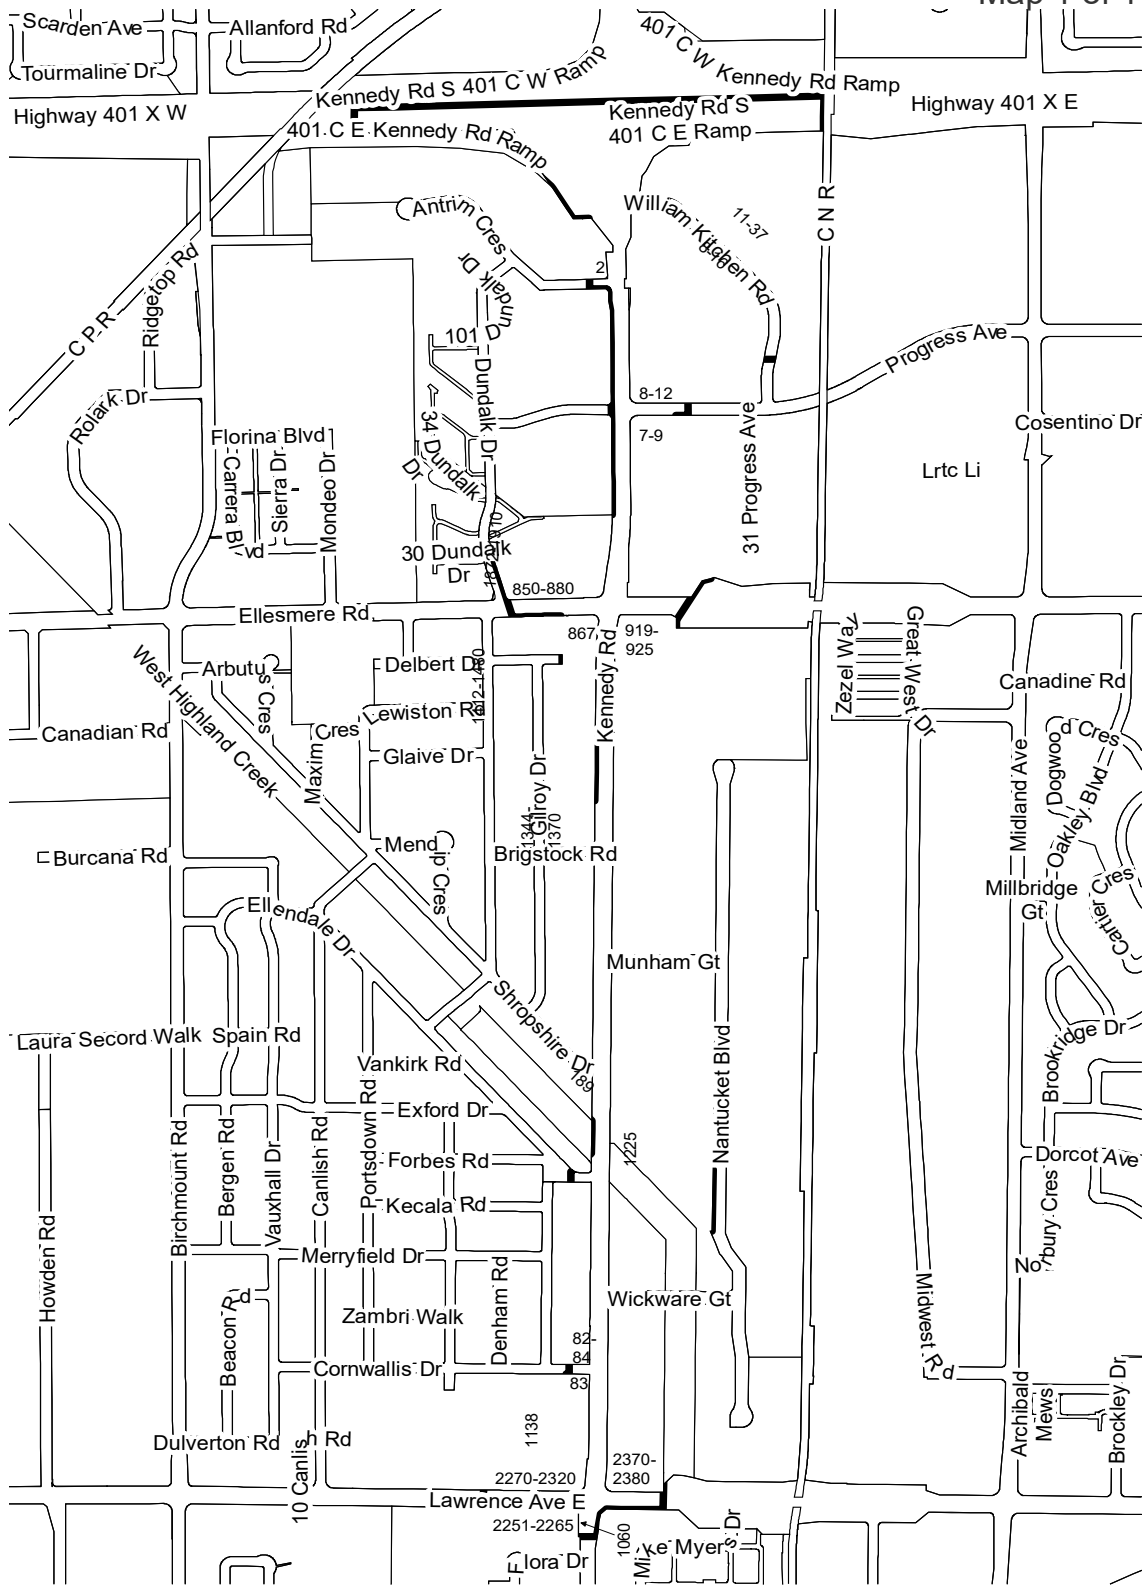 Scarden Ave
Allanford Rd
401 C W Kennedy Rd Ramp
Tourmaline Dr
Kennedy Rd S 401 C W Ramp
Highway 401 X W
Kennedy Rd S
401 C E Ramp
Highway 401 X E
401 C E Kennedy Rd Ramp
C N R
Antrim Cres
William Kitchen Rd
11-37
Ridgetop Rd
2
Dundalk Dr
C P R
101 D
Progress Ave
Dundalk Dr
8-12
Rolark Dr
7-9
Cosentino Dr
Florina Blvd
34 Dundalk
Dr
Lrtc Li
Carrera Blvd
Sierra Dr
Mondeo Dr
31 Progress Ave
30 Dundalk
Dr
850-880
Ellesmere Rd
867
919-
925
Kennedy Rd
Zezel Way
Great West Dr
West Highland Creek
Arbutus Cres
Delbert Dr
Canadine Rd
Lewiston Rd
Canadian Rd
Maxim Cres
Glaive Dr
Gilroy Dr
1344-
1370
Midland Ave
Dogwood Cres
Oakley Blvd
Burcana Rd
Mendip Cres
Brigstock Rd
Millbridge
Gt
Cartier Cres
Ellendale Dr
Munham Gt
Laura Secord Walk
Spain Rd
Shropshire Dr
189
Nantucket Blvd
Brookridge Dr
Vankirk Rd
Exford Dr
Birchmount Rd
Bergen Rd
Vauxhall Dr
Canlish Rd
Portsdown Rd
Forbes Rd
1225
Dorcot Ave
Kecala Rd
Howden Rd
Merryfield Dr
Norbury Cres
Denham Rd
Beacon Rd
Zambri Walk
Wickware Gt
Midwest Rd
82-
84
Cornwallis Dr
83
Archibald
Mews
Brockley Dr
1138
Dulverton Rd
10 Canlish Rd
2270-2320
2370-
2380
Lawrence Ave E
2251-2265
1060
Flora Dr
Mike Myers Dr